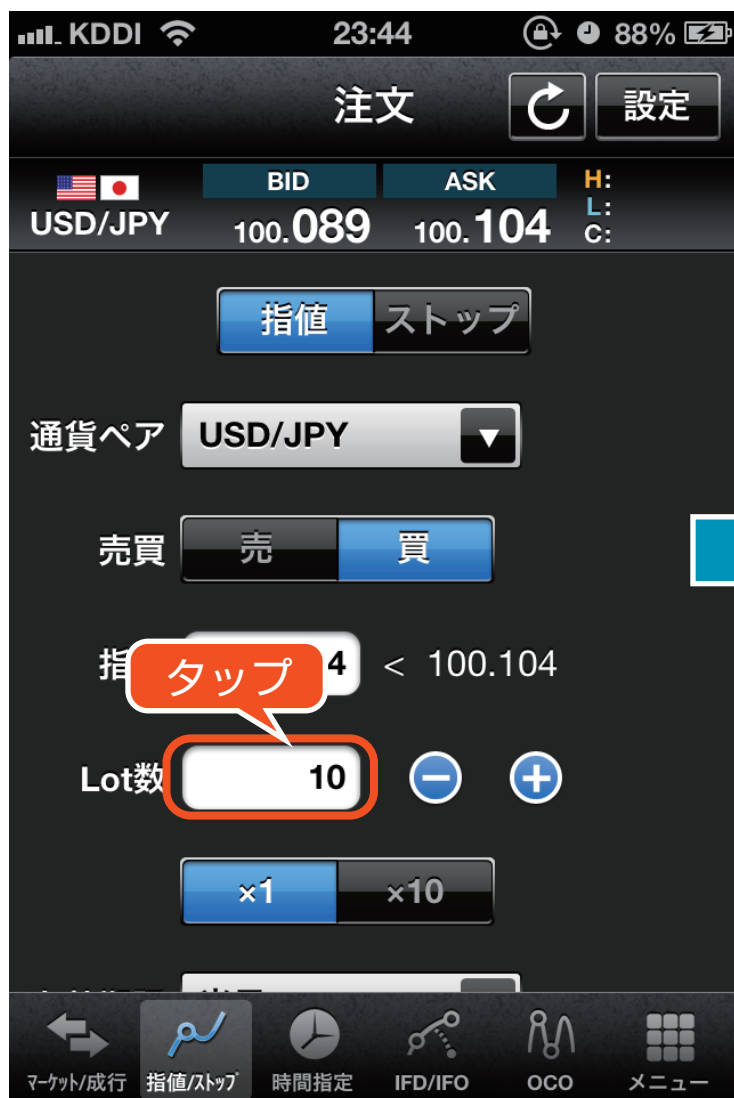 KDDI 23:44 88%
注文 設定
BID ASK H:
USD/JPY 100.089 100.104 L:
C:
指値 ストップ
通貨ペア USD/JPY
売買 売 買
4 < 100.104
タップ
Lot数 10
×1 ×10
マーケット/成行 指値/ストップ 時間指定 IFD/IFO OCO メニュー